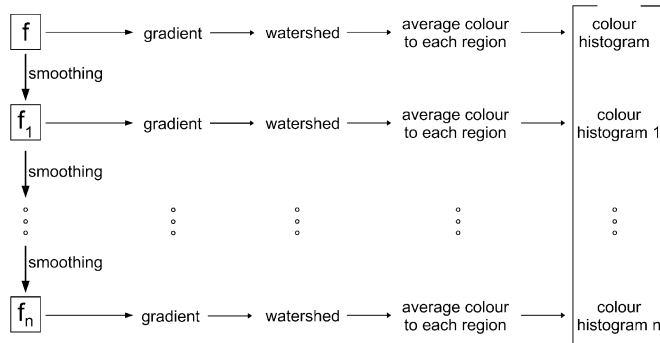 f
gradient
watershed
average colour
to each region
colour
histogram
smoothing
f1
gradient
watershed
average colour
to each region
colour
histogram 1
smoothing
smoothing
fn
gradient
watershed
average colour
to each region
colour
histogram n